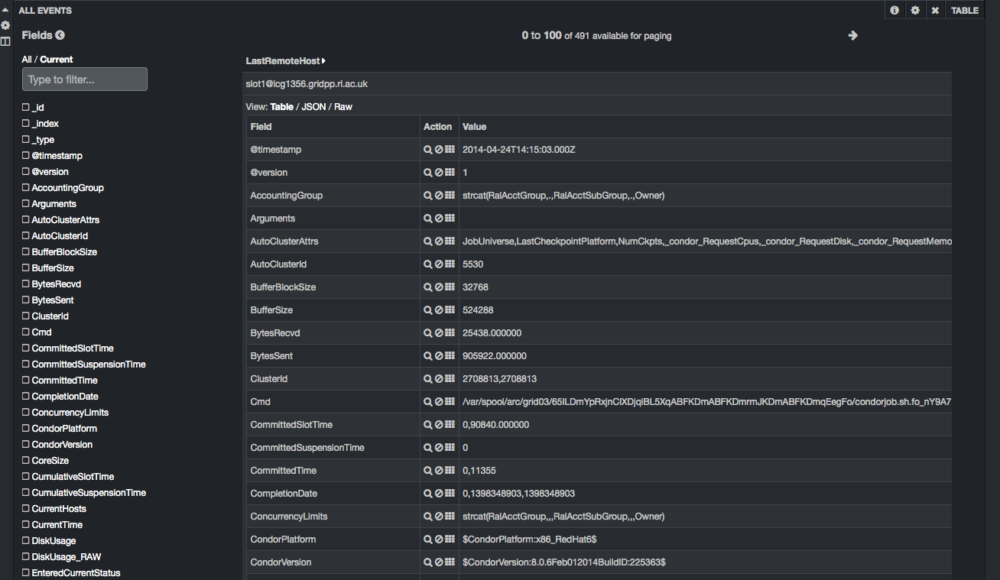 ALL EVENTS
TABLE
Fields
0 to 100 of 491 available for paging
All / Current
Type to filter...
_id
_index
_type
@timestamp
@version
AccountingGroup
Arguments
AutoClusterAttrs
AutoClusterId
BufferBlockSize
BufferSize
BytesRecvd
BytesSent
ClusterId
Cmd
CommittedSlotTime
CommittedSuspensionTime
CommittedTime
CompletionDate
ConcurrencyLimits
CondorPlatform
CondorVersion
CoreSize
CumulativeSlotTime
CumulativeSuspensionTime
CurrentHosts
CurrentTime
DiskUsage
DiskUsage_RAW
EnteredCurrentStatus
LastRemoteHost
slot1@lcg1356.gridpp.rl.ac.uk
View: Table / JSON / Raw
Field Action Value
@timestamp 2014-04-24T14:15:03.000Z
@version 1
AccountingGroup strcat(RalAcctGroup,.,RalAcctSubGroup,.,Owner)
Arguments
AutoClusterAttrs JobUniverse,LastCheckpointPlatform,NumCkpts,_condor_RequestCpus,_condor_RequestDisk,_condor_RequestMemo
AutoClusterId 5530
BufferBlockSize 32768
BufferSize 524288
BytesRecvd 25438.000000
BytesSent 905922.000000
ClusterId 2708813,2708813
Cmd /var/spool/arc/grid03/65ILDmYpRxjnCIXDjqIBL5XqABFKDmABFKDmrmJKDmABFKDmqEegFo/condorjob.sh.fo_nY9A7
CommittedSlotTime 0,90840.000000
CommittedSuspensionTime 0
CommittedTime 0,11355
CompletionDate 0,1398348903,1398348903
ConcurrencyLimits strcat(RalAcctGroup,,,RalAcctSubGroup,,,Owner)
CondorPlatform $CondorPlatform:x86_RedHat6$
CondorVersion $CondorVersion:8.0.6Feb012014BuildID:225363$